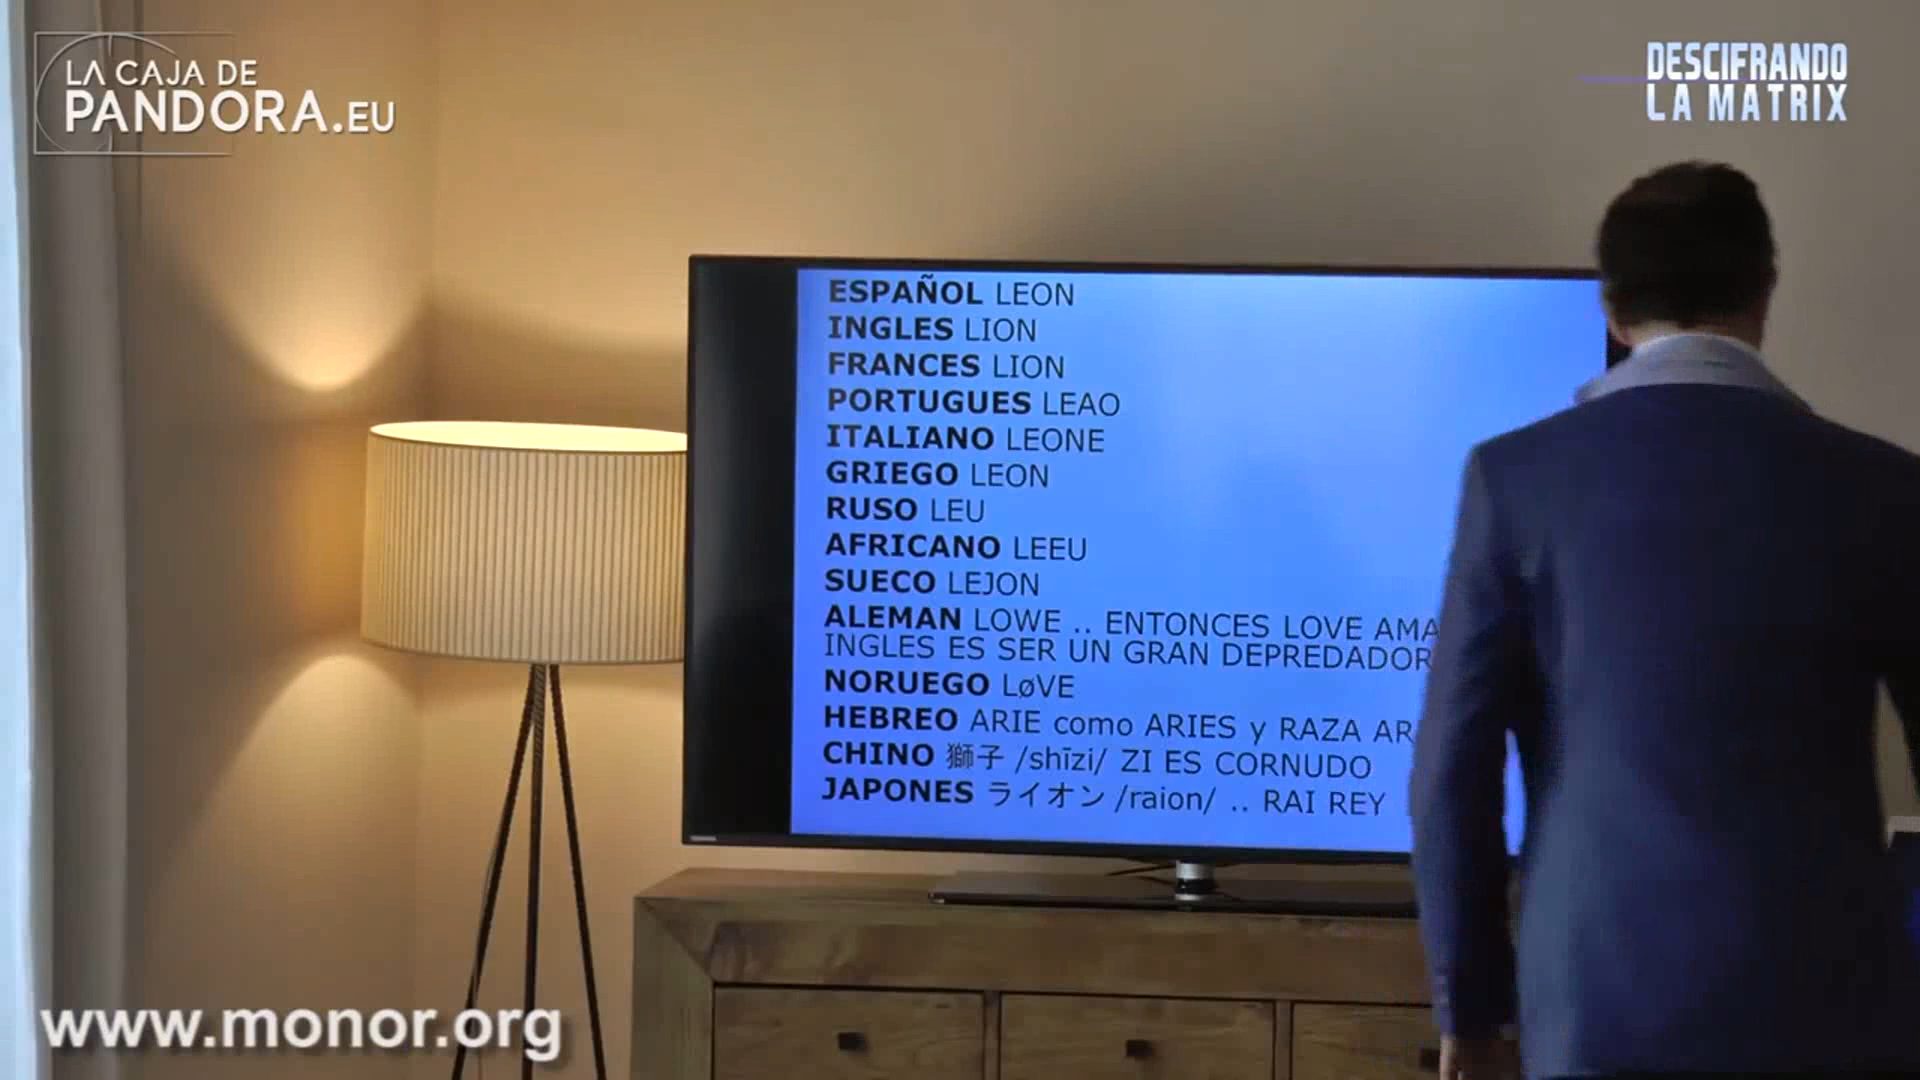 LA CAJA DE
PANDORA.EU
DESCIFRANDO
LA MATRIX
ESPAÑOL LEON
INGLES LION
FRANCES LION
PORTUGUES LEAO
ITALIANO LEONE
GRIEGO LEON
RUSO LEU
AFRICANO LEEU
SUECO LEJON
ALEMAN LOWE .. ENTONCES LOVE AMA
INGLES ES SER UN GRAN DEPREDADOR
NORUEGO LøVE
HEBREO ARIE como ARIES y RAZA AR
CHINO 獅子 /shīzi/ ZI ES CORNUDO
JAPONES ライオン /raion/ .. RAI REY
www.monor.org